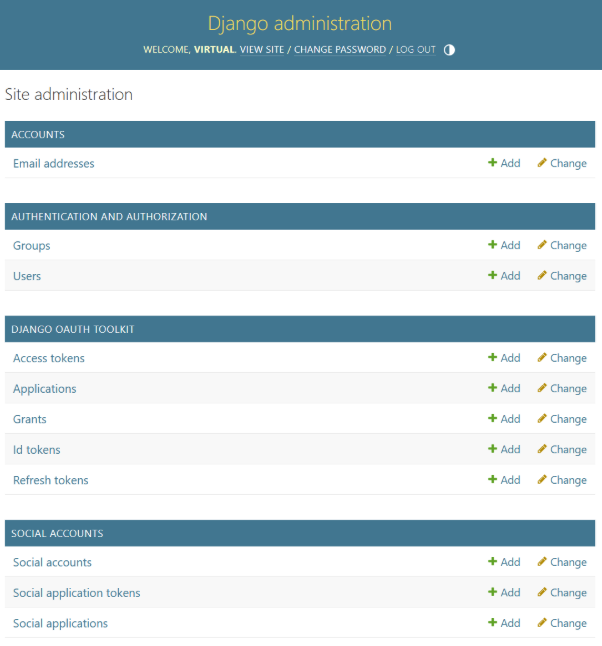 Django administration
WELCOME, VIRTUAL. VIEW SITE / CHANGE PASSWORD / LOG OUT
Site administration
ACCOUNTS
Email addresses Add Change
AUTHENTICATION AND AUTHORIZATION
Groups Add Change
Users Add Change
DJANGO OAUTH TOOLKIT
Access tokens Add Change
Applications Add Change
Grants Add Change
Id tokens Add Change
Refresh tokens Add Change
SOCIAL ACCOUNTS
Social accounts Add Change
Social application tokens Add Change
Social applications Add Change